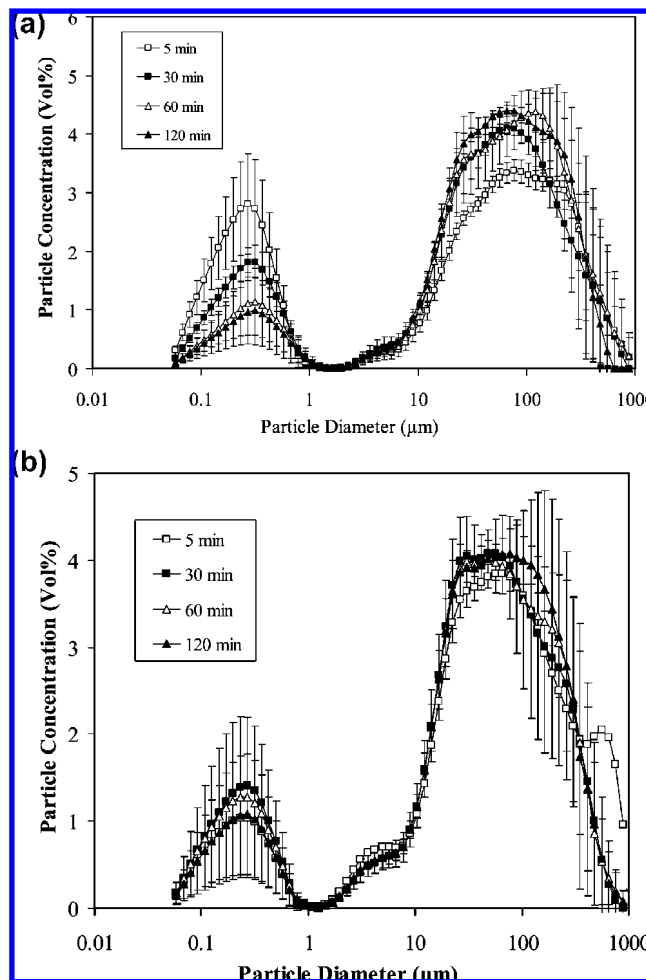 (a)
6
5
4
3
2
1
0
Particle Concentration (Vol%)
5 min
30 min
60 min
120 min
0.01 0.1 1 10 100 1000
Particle Diameter (µm)
(b)
5
4
3
2
1
0
Particle Concentration (Vol%)
5 min
30 min
60 min
120 min
0.01 0.1 1 10 100 1000
Particle Diameter (µm)